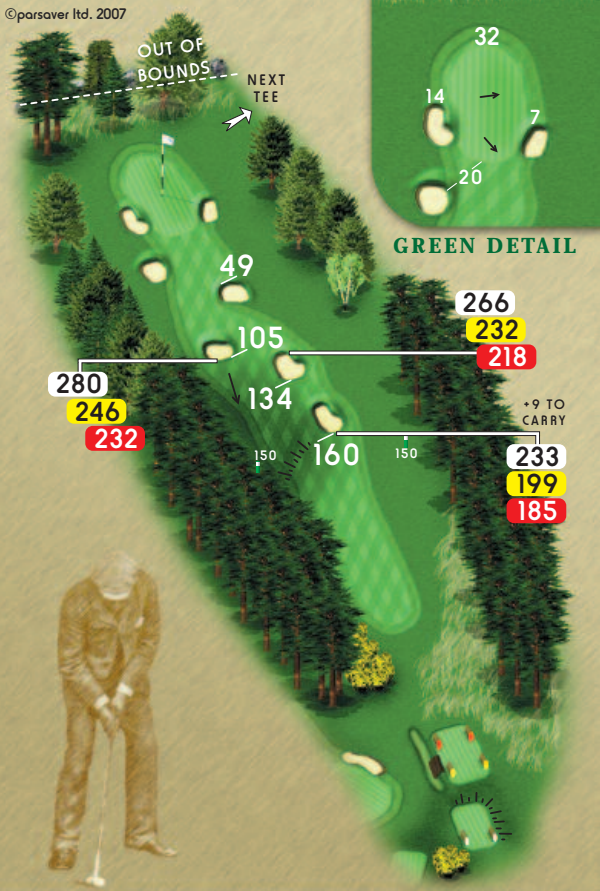 ©parsaver ltd. 2007
OUT OF
BOUNDS
NEXT
TEE
32
14
7
20
GREEN DETAIL
49
105
134
160
266
232
218
280
246
232
+9 TO
CARRY
233
199
185
150
150